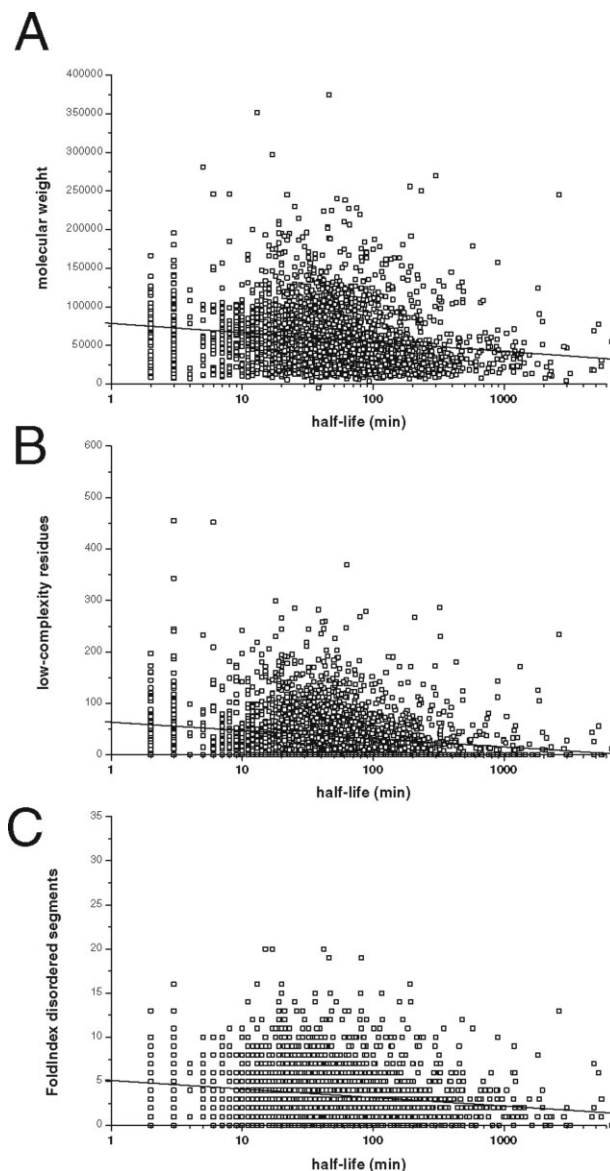 A
400000
350000
300000
250000
200000
150000
100000
50000
0
molecular weight
1 10 100 1000
half-life (min)
B
600
500
400
300
200
100
0
low-complexity residues
1 10 100 1000
half-life (min)
C
35
30
25
20
15
10
5
0
FoldIndex disordered segments
1 10 100 1000
half-life (min)